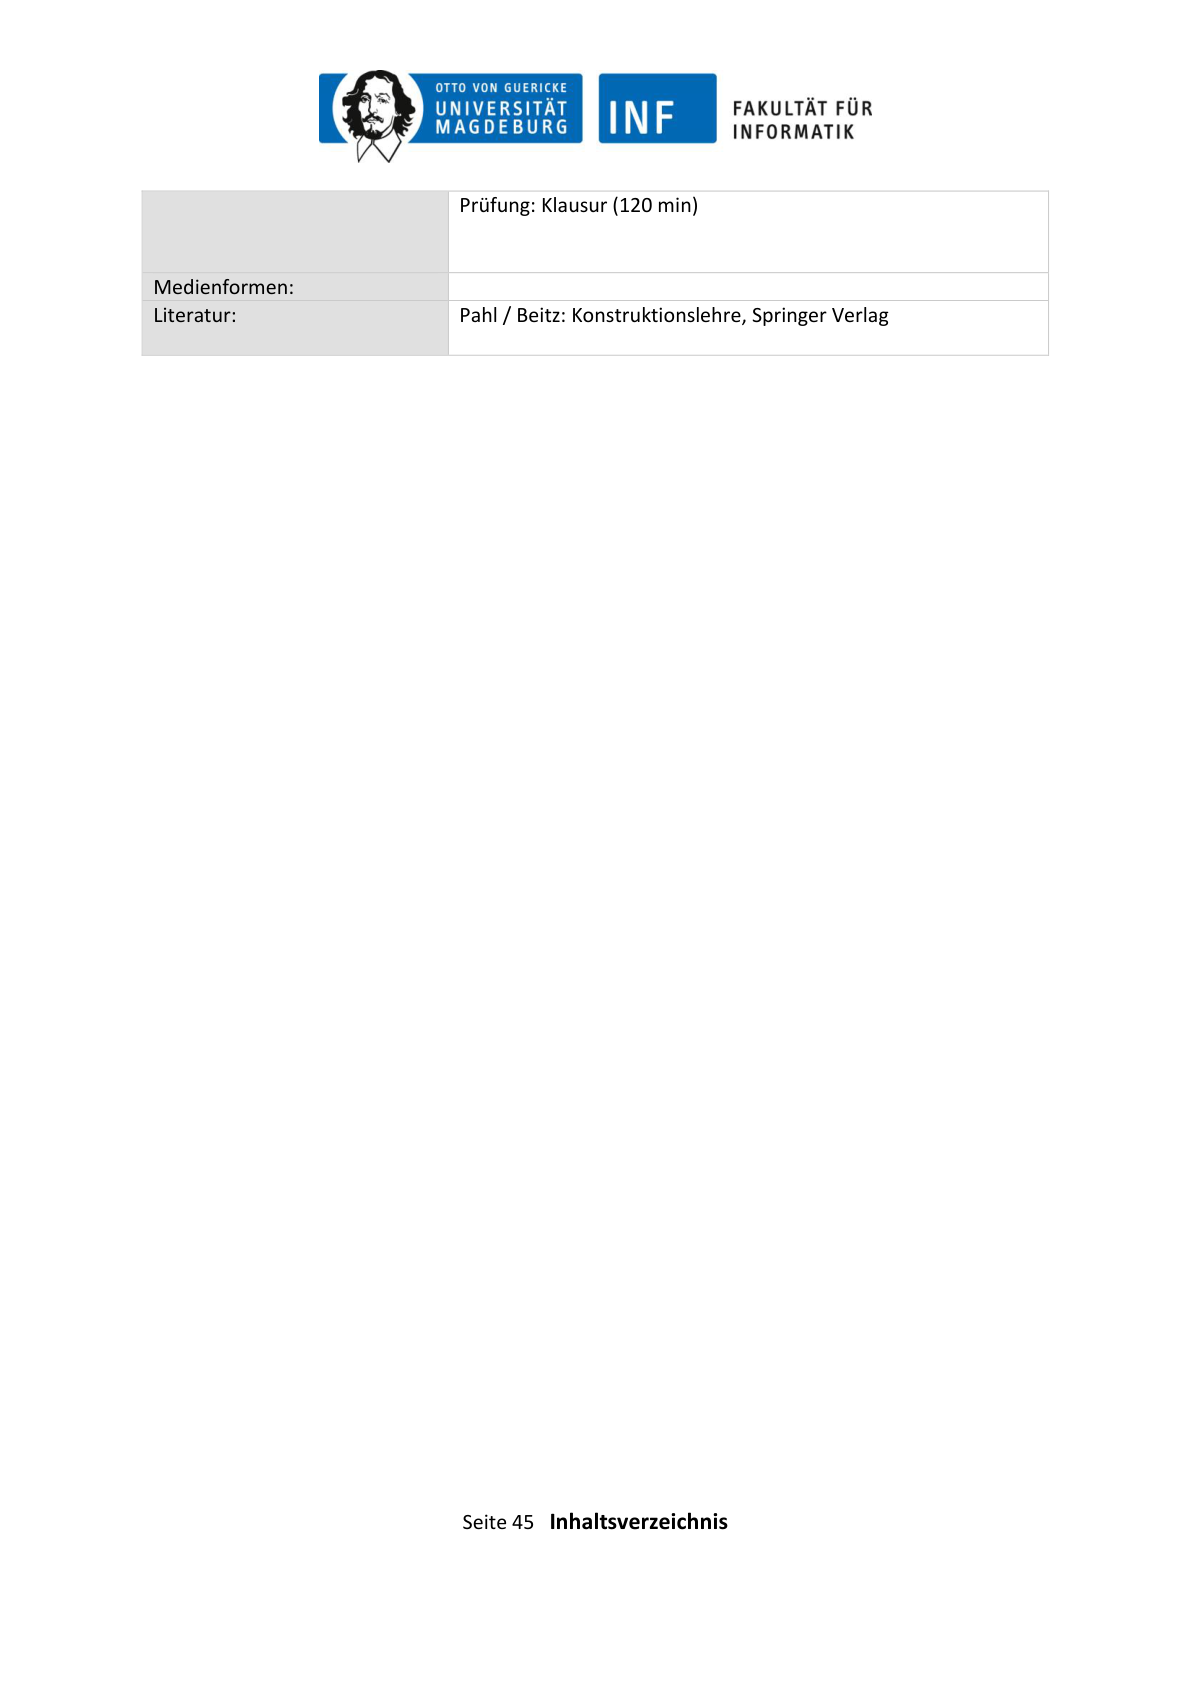 OTTO VON GUERICKE
UNIVERSITÄT
MAGDEBURG
INF
FAKULTÄT FÜR
INFORMATIK
Prüfung: Klausur (120 min)
Medienformen:
Literatur: Pahl / Beitz: Konstruktionslehre, Springer Verlag
Seite 45 Inhaltsverzeichnis